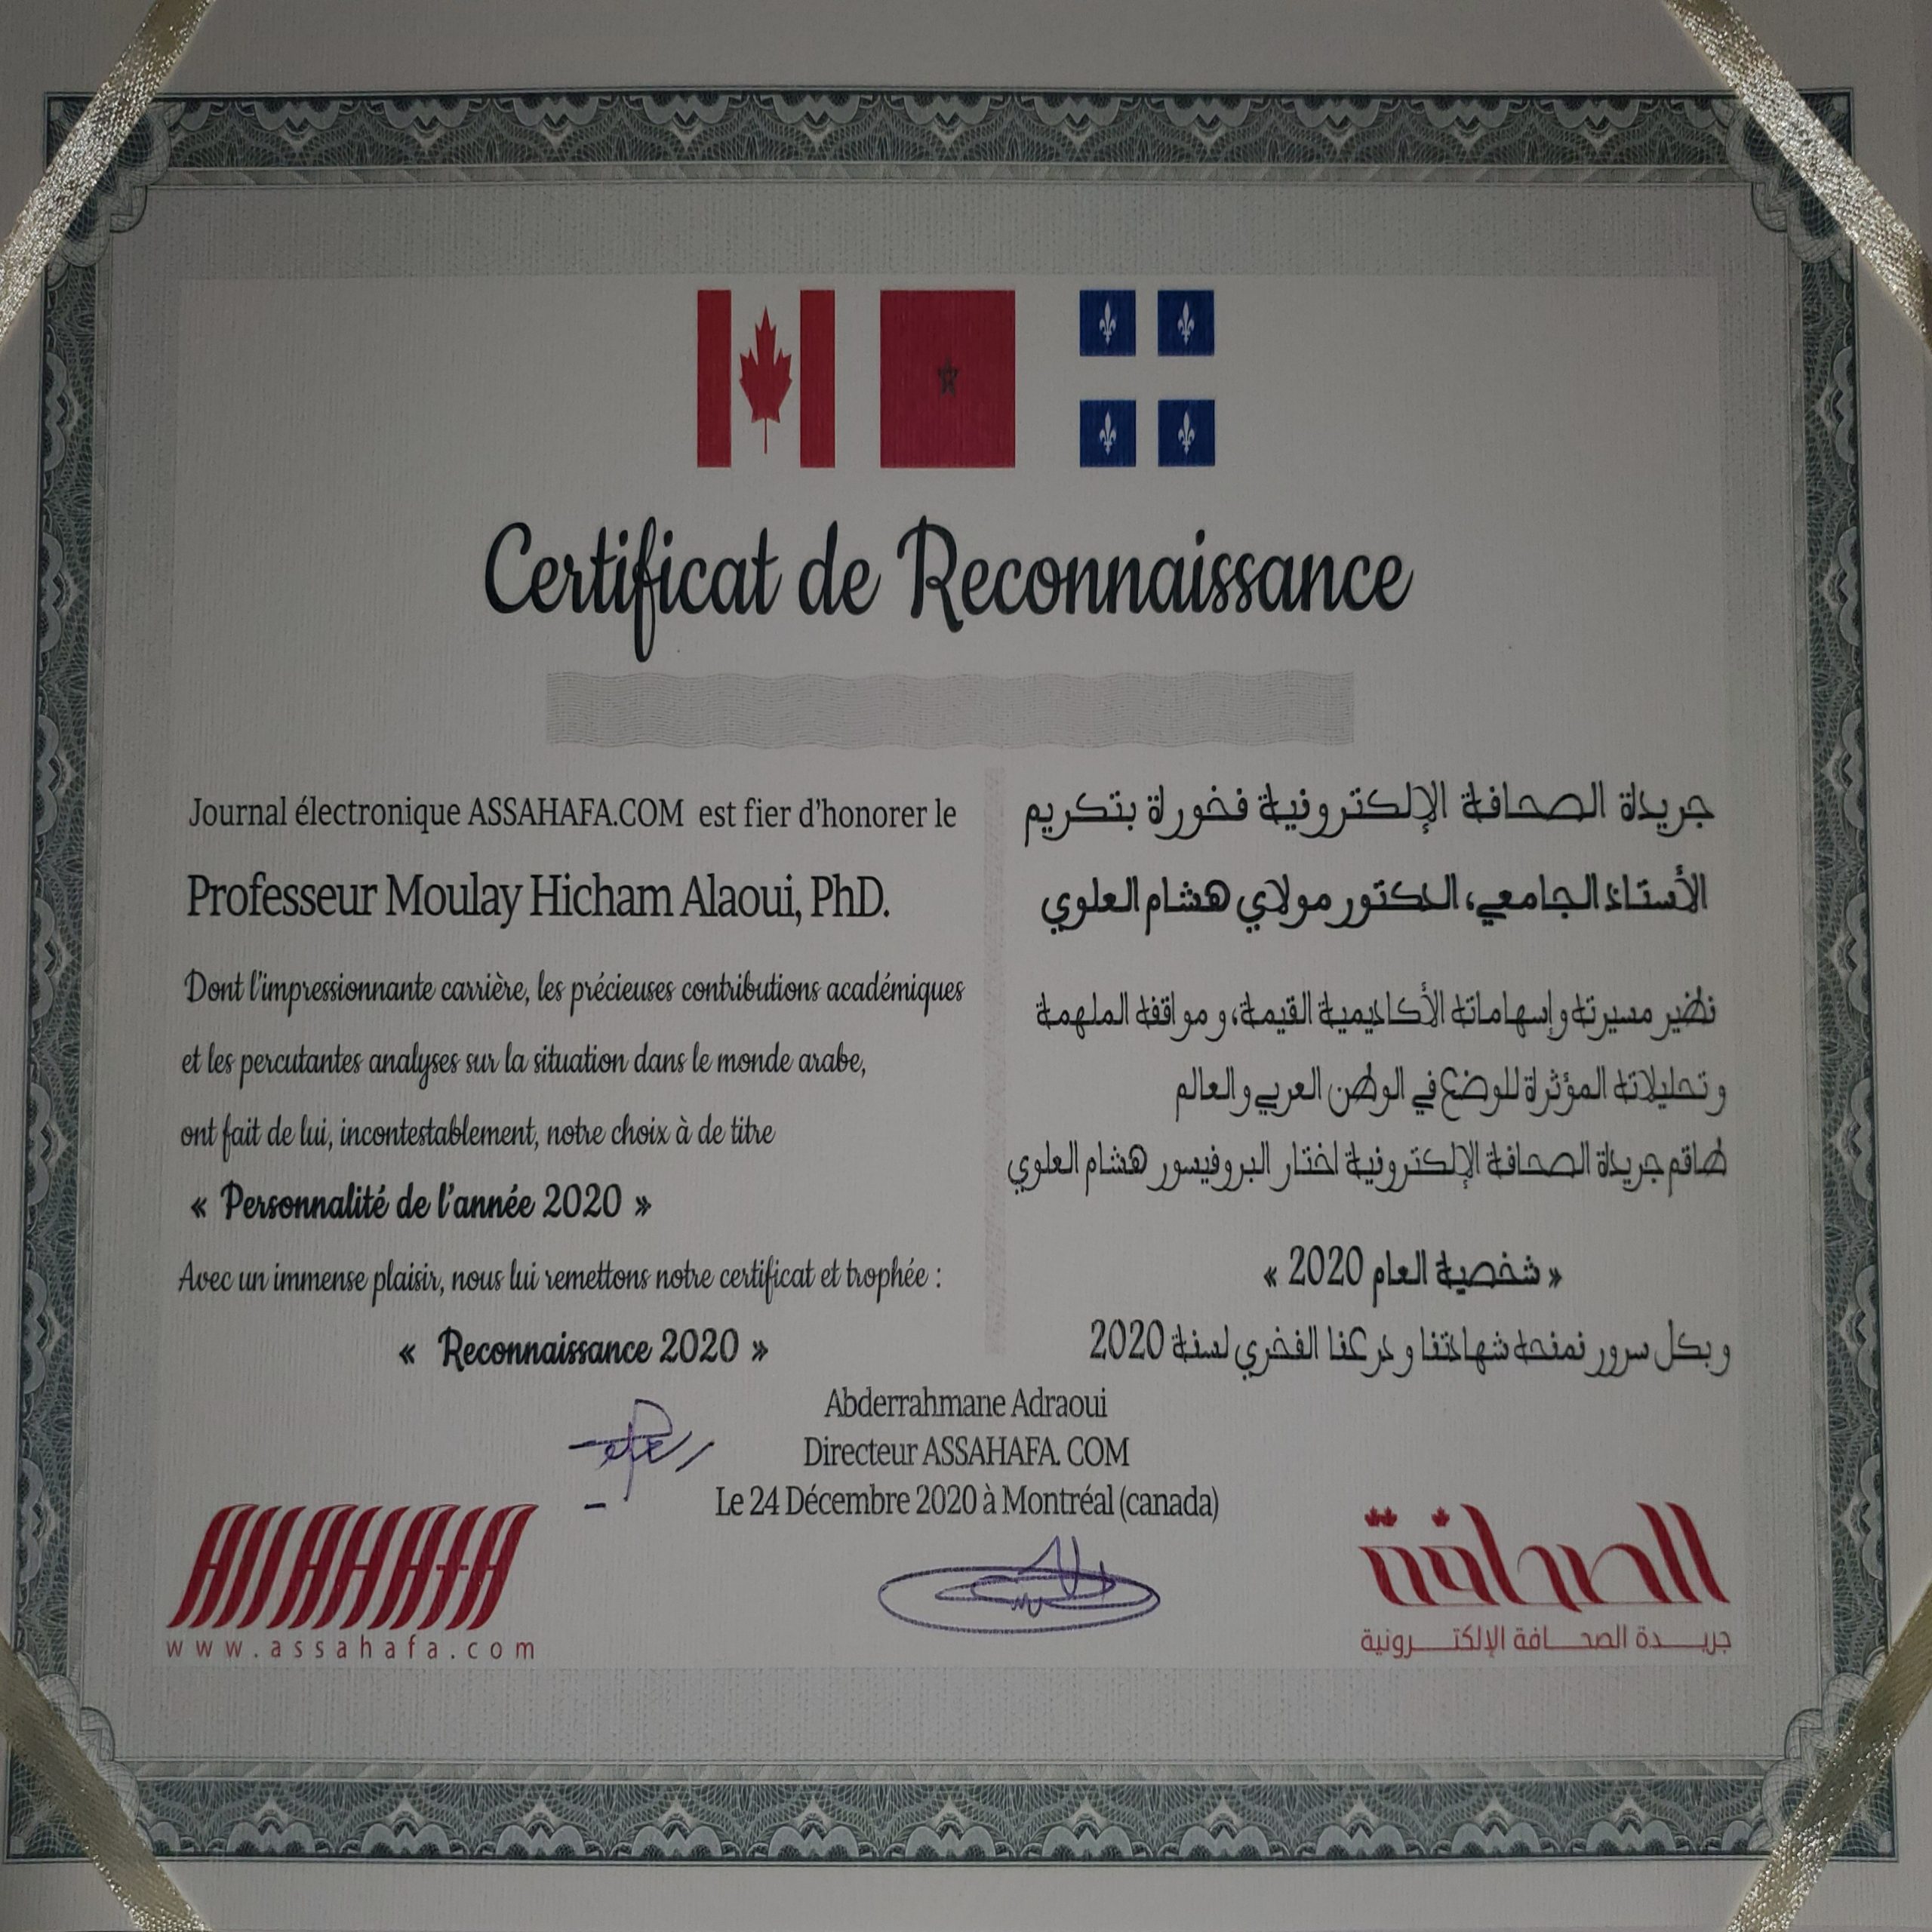 Certificat de Reconnaissance
Journal électronique ASSAHAFA.COM est fier d'honorer le
Professeur Moulay Hicham Alaoui, PhD.
Dont l'impressionnante carrière, les précieuses contributions académiques
et les percutantes analyses sur la situation dans le monde arabe,
ont fait de lui, incontestablement, notre choix à de titre
« Personnalité de l'année 2020 »
Avec un immense plaisir, nous lui remettons notre certificat et trophée :
« Reconnaissance 2020 »
جريدة الصحافة الإلكترونية فخورة بتكريم
الأستاذ الجامعي، الدكتور مولاي هشام العلوي
نظير مسيرته وإسهاماته الأكاديمية القيمة، ومواقفه الملهمة
وتحليلاته المؤثرة للوضع في الوطن العربي والعالم
طاقم جريدة الصحافة الإلكترونية اختار البروفيسور هشام العلوي
« شخصية العام 2020 »
وبكل سرور نمنحه شهادتنا ودرعنا الفخري لسنة 2020
Abderrahmane Adraoui
Directeur ASSAHAFA. COM
Le 24 Décembre 2020 à Montréal (canada)
ASSAHAFA
www.assahafa.com
الصحافة
جريدة الصحافة الإلكترونية